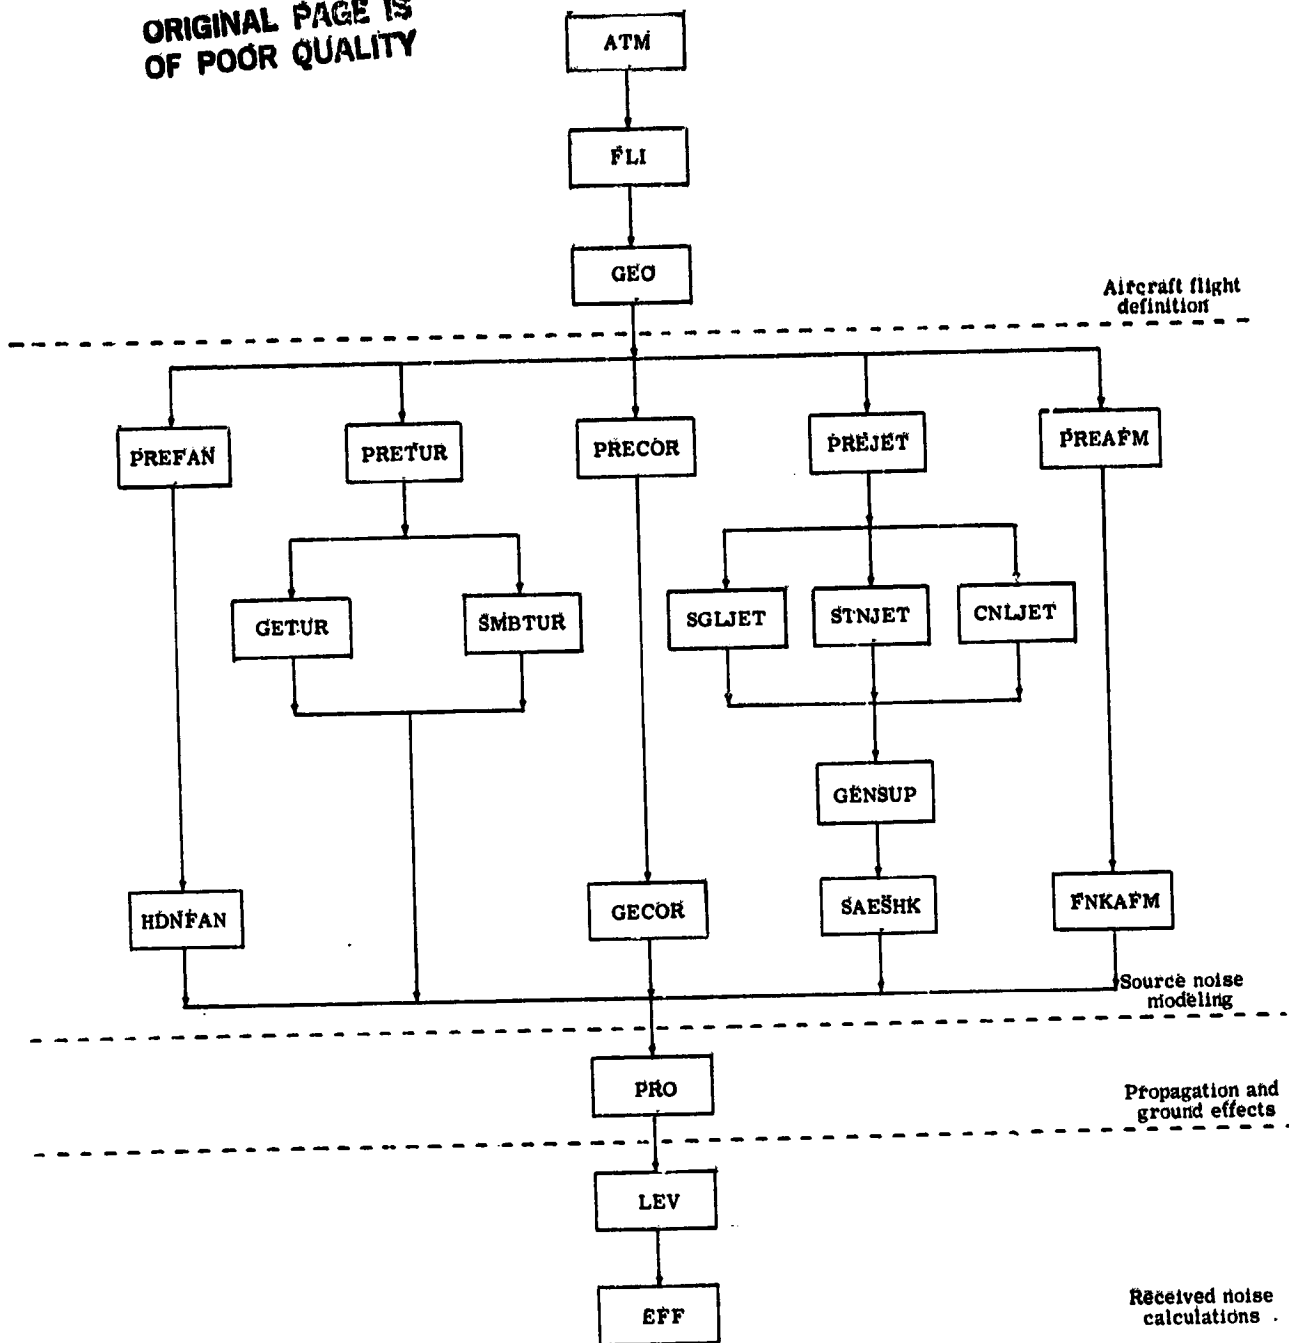 ORIGINAL PAGE IS
OF POOR QUALITY
ATM
FLI
GEO
Aircraft flight
definition
PREFAN
PRETUR
PRECOR
PREJET
PREAFM
GETUR
SMBTUR
SGLJET
STNJET
CNLJET
GENSUP
HDNFAN
GECOR
SAESHK
FNKAFM
Source noise
modeling
PRO
Propagation and
ground effects
LEV
EFF
Received noise
calculations